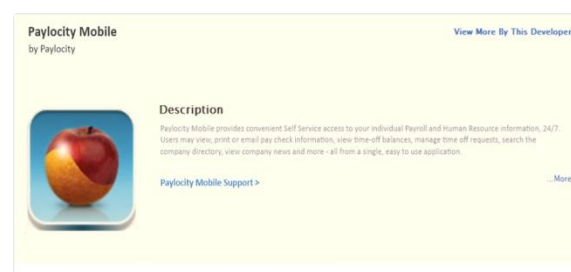 Paylocity Mobile
View More By This Developer
by Paylocity
Description
Paylocity Mobile provides convenient Self Service access to your individual Payroll and Human Resource information, 24/7.
Users may view, print or email pay check information, view time-off balances, manage time off requests, search the
company directory, view company news and more - all from a single, easy to use application.
Paylocity Mobile Support >
...More